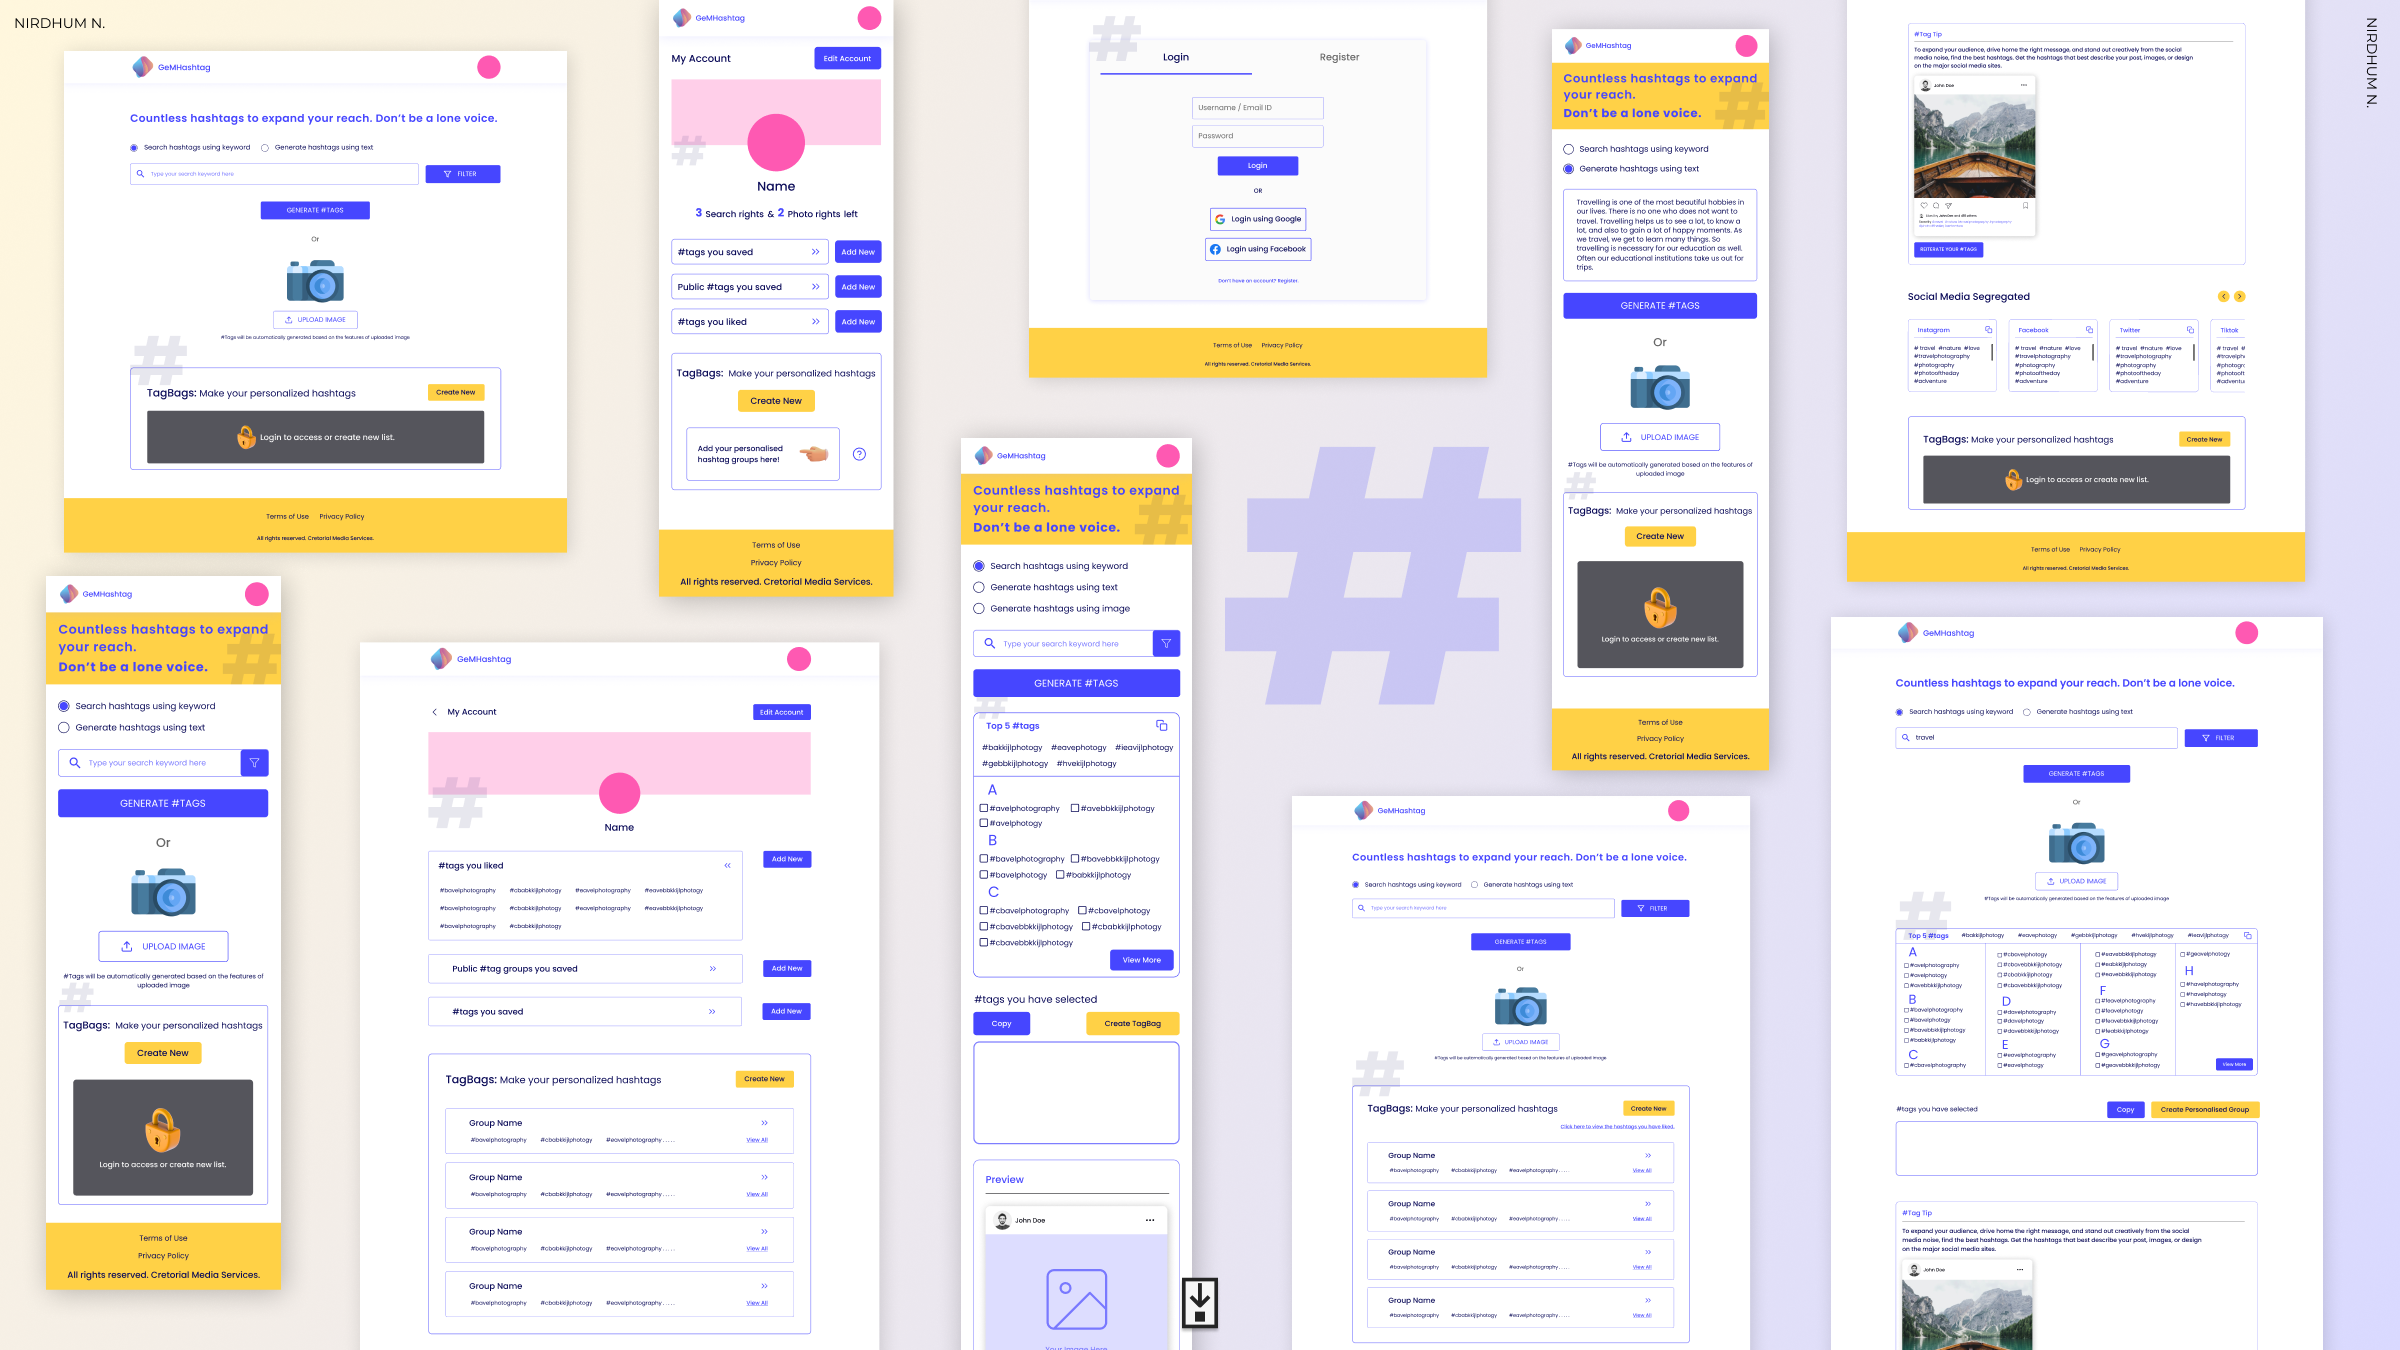 NIRDHUM N.
NIRDHUM N.
GeMHashtag
Countless hashtags to expand your reach. Don't be a lone voice.
Search hashtags using keyword
Generate hashtags using text
Type your search keyword here
FILTER
GENERATE #TAGS
Or
UPLOAD IMAGE
#Tags will be automatically generated based on the features of uploaded image
TagBags: Make your personalized hashtags
Create New
Login to access or create new list.
Terms of Use Privacy Policy
All rights reserved. Cretorial Media Services.
GeMHashtag
My Account
Edit Account
Name
3 Search rights & 2 Photo rights left
#tags you saved
Add New
Public #tags you saved
Add New
#tags you liked
Add New
TagBags: Make your personalized hashtags
Create New
Add your personalised
hashtag groups here!
Terms of Use
Privacy Policy
All rights reserved. Cretorial Media Services.
Login
Register
Username / Email ID
Password
Login
OR
Login using Google
Login using Facebook
Don't have an account? Register.
Terms of Use Privacy Policy
All rights reserved. Cretorial Media Services.
GeMHashtag
Countless hashtags to expand
your reach.
Don't be a lone voice.
Search hashtags using keyword
Generate hashtags using text
Travelling is one of the most beautiful hobbies in
our lives. There is no one who does not want to
travel. Travelling helps us to see a lot, to know a
lot, and also to gain a lot of happy moments. As
we travel, we get to learn many things. So
travelling is necessary for our education as well.
Often our educational institutions take us out for
trips.
GENERATE #TAGS
Or
UPLOAD IMAGE
#Tags will be automatically generated based on the features of
uploaded image
TagBags: Make your personalized hashtags
Create New
Login to access or create new list.
Terms of Use
Privacy Policy
All rights reserved. Cretorial Media Services.
#Tag Tip
To expand your audience, drive home the right message, and stand out creatively from the social
media noise, find the best hashtags. Get the hashtags that best describe your post, images, or design
on the major social media sites.
John Doe
REITERATE YOUR #TAGS
Social Media Segregated
Instagram
# travel #nature #love
#travelphotography
#photography
#photooftheday
#adventure
Facebook
# travel #nature #love
#travelphotography
#photography
#photooftheday
#adventure
Twitter
# travel #nature #love
#travelphotography
#photography
#photooftheday
#adventure
Tiktok
# travel #
#travelph
#photogr
#photooft
#adventu
TagBags: Make your personalized hashtags
Create New
Login to access or create new list.
Terms of Use Privacy Policy
All rights reserved. Cretorial Media Services.
GeMHashtag
Countless hashtags to expand
your reach.
Don't be a lone voice.
Search hashtags using keyword
Generate hashtags using text
Type your search keyword here
GENERATE #TAGS
Or
UPLOAD IMAGE
#Tags will be automatically generated based on the features of
uploaded image
TagBags: Make your personalized hashtags
Create New
Login to access or create new list.
Terms of Use
Privacy Policy
All rights reserved. Cretorial Media Services.
GeMHashtag
My Account
Edit Account
Name
#tags you liked
Add New
#bavelphotography #cbabkkijlphotogy #eavelphotography #eavebbkkijlphotogy
#bavelphotography #cbabkkijlphotogy #eavelphotography #eavebbkkijlphotogy
#bavelphotography #cbabkkijlphotogy
Public #tag groups you saved
Add New
#tags you saved
Add New
TagBags: Make your personalized hashtags
Create New
Group Name
#bavelphotography #cbabkkijlphotogy #eavelphotography..... View All
Group Name
#bavelphotography #cbabkkijlphotogy #eavelphotography..... View All
Group Name
#bavelphotography #cbabkkijlphotogy #eavelphotography..... View All
Group Name
#bavelphotography #cbabkkijlphotogy #eavelphotography..... View All
GeMHashtag
Countless hashtags to expand
your reach.
Don't be a lone voice.
Search hashtags using keyword
Generate hashtags using text
Generate hashtags using image
Type your search keyword here
GENERATE #TAGS
Top 5 #tags
#bakkijlphotogy #eavephotogy #ieavijlphotogy
#gebbkijlphotogy #hvekijlphotogy
A
#avelphotography #avebbkkijlphotogy
#avelphotogy
B
#bavelphotography #bavebbkkijlphotogy
#bavelphotogy #babkkijlphotogy
C
#cbavelphotography #cbavelphotogy
#cbavebbkkijlphotogy #cbabkkijlphotogy
#cbavebbkkijlphotogy
View More
#tags you have selected
Copy
Create TagBag
Preview
John Doe
Your Image Here
GeMHashtag
Countless hashtags to expand your reach. Don't be a lone voice.
Search hashtags using keyword
Generate hashtags using text
Type your search keyword here
FILTER
GENERATE #TAGS
Or
UPLOAD IMAGE
#Tags will be automatically generated based on the features of uploaded image
TagBags: Make your personalized hashtags
Create New
Click here to view the hashtags you have liked.
Group Name
#bavelphotography #cbabkkijlphotogy #eavelphotography..... View All
Group Name
#bavelphotography #cbabkkijlphotogy #eavelphotography..... View All
Group Name
#bavelphotography #cbabkkijlphotogy #eavelphotography..... View All
Group Name
#bavelphotography #cbabkkijlphotogy #eavelphotography..... View All
GeMHashtag
Countless hashtags to expand your reach. Don't be a lone voice.
Search hashtags using keyword
Generate hashtags using text
travel
FILTER
GENERATE #TAGS
Or
UPLOAD IMAGE
#Tags will be automatically generated based on the features of uploaded image
Top 5 #tags #bakkijlphotogy #eavephotogy #gebbkijlphotogy #hvekijlphotogy #ieavijlphotogy
A
#avelphotography
#avelphotogy
#avebbkkijlphotogy
B
#bavelphotography
#bavelphotogy
#bavebbkkijlphotogy
#babkkijlphotogy
C
#cbavelphotography
#cbavelphotogy
#cbavebbkkijlphotogy
#cbabkkijlphotogy
#cbavebbkkijlphotogy
D
#davelphotography
#davelphotogy
#davebbkkijlphotogy
E
#eavelphotography
#eavelphotogy
#eavebbkkijlphotogy
#eabkkijlphotogy
#eavebbkkijlphotogy
F
#feavelphotography
#feavelphotogy
#feavebbkkijlphotogy
#feabkkijlphotogy
G
#geavelphotography
#geavebbkkijlphotogy
#geavelphotogy
H
#havelphotography
#havelphotogy
#havebbkkijlphotogy
View More
#tags you have selected
Copy
Create Personalised Group
#Tag Tip
To expand your audience, drive home the right message, and stand out creatively from the social
media noise, find the best hashtags. Get the hashtags that best describe your post, images, or design
on the major social media sites.
John Doe